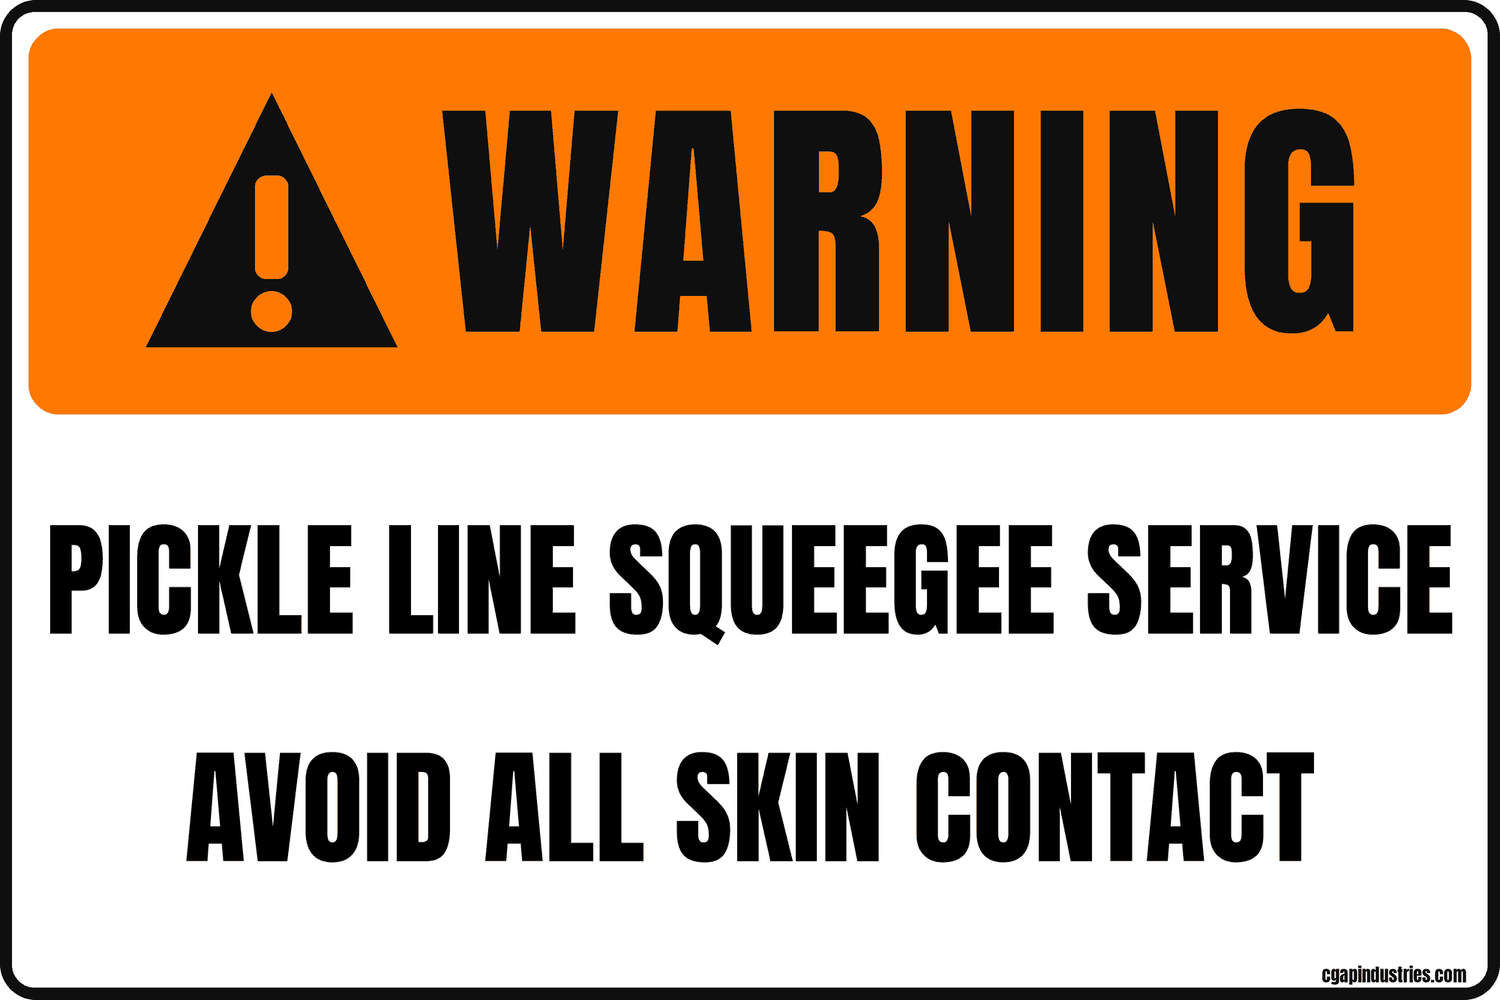 WARNING
PICKLE LINE SQUEEGEE SERVICE
AVOID ALL SKIN CONTACT
cgapindustries.com